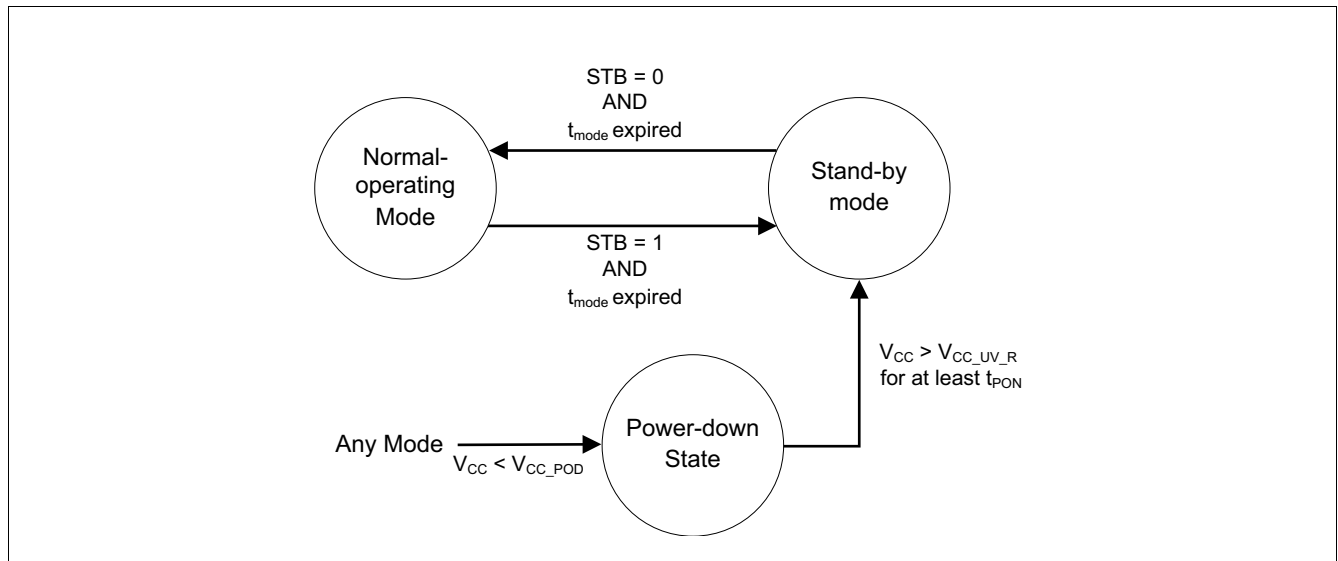 STB = 0
AND
tmode expired
Normal-
operating
Mode
Stand-by
mode
STB = 1
AND
tmode expired
VCC > VCC_UV_R
for at least tPON
Power-down
State
Any Mode
VCC < VCC_POD